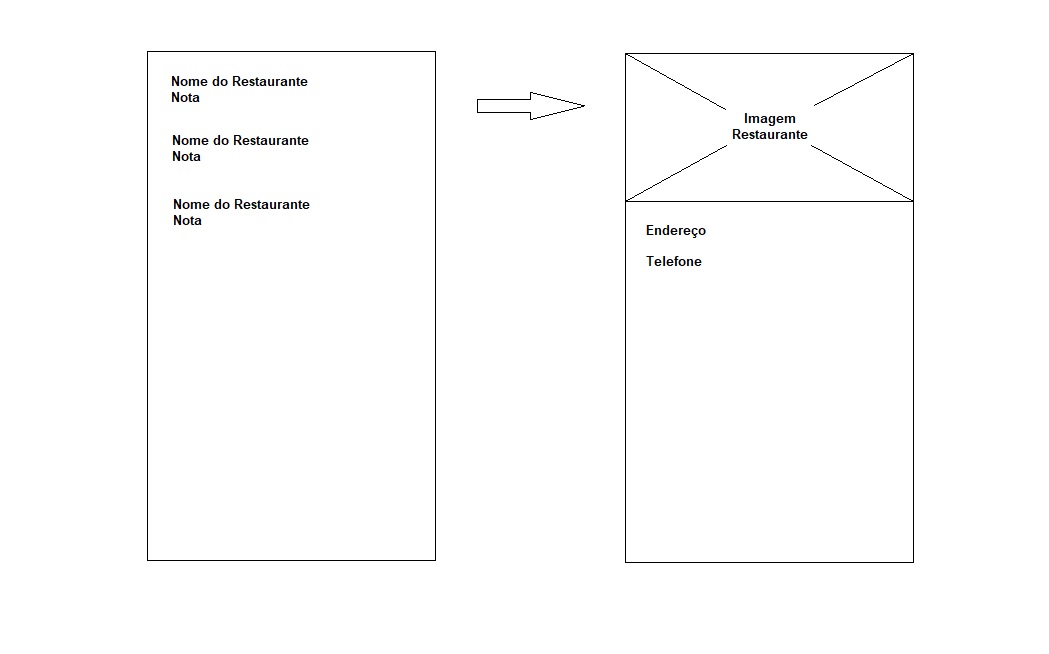 Nome do Restaurante
Nota
Nome do Restaurante
Nota
Nome do Restaurante
Nota
Imagem
Restaurante
Endereço
Telefone